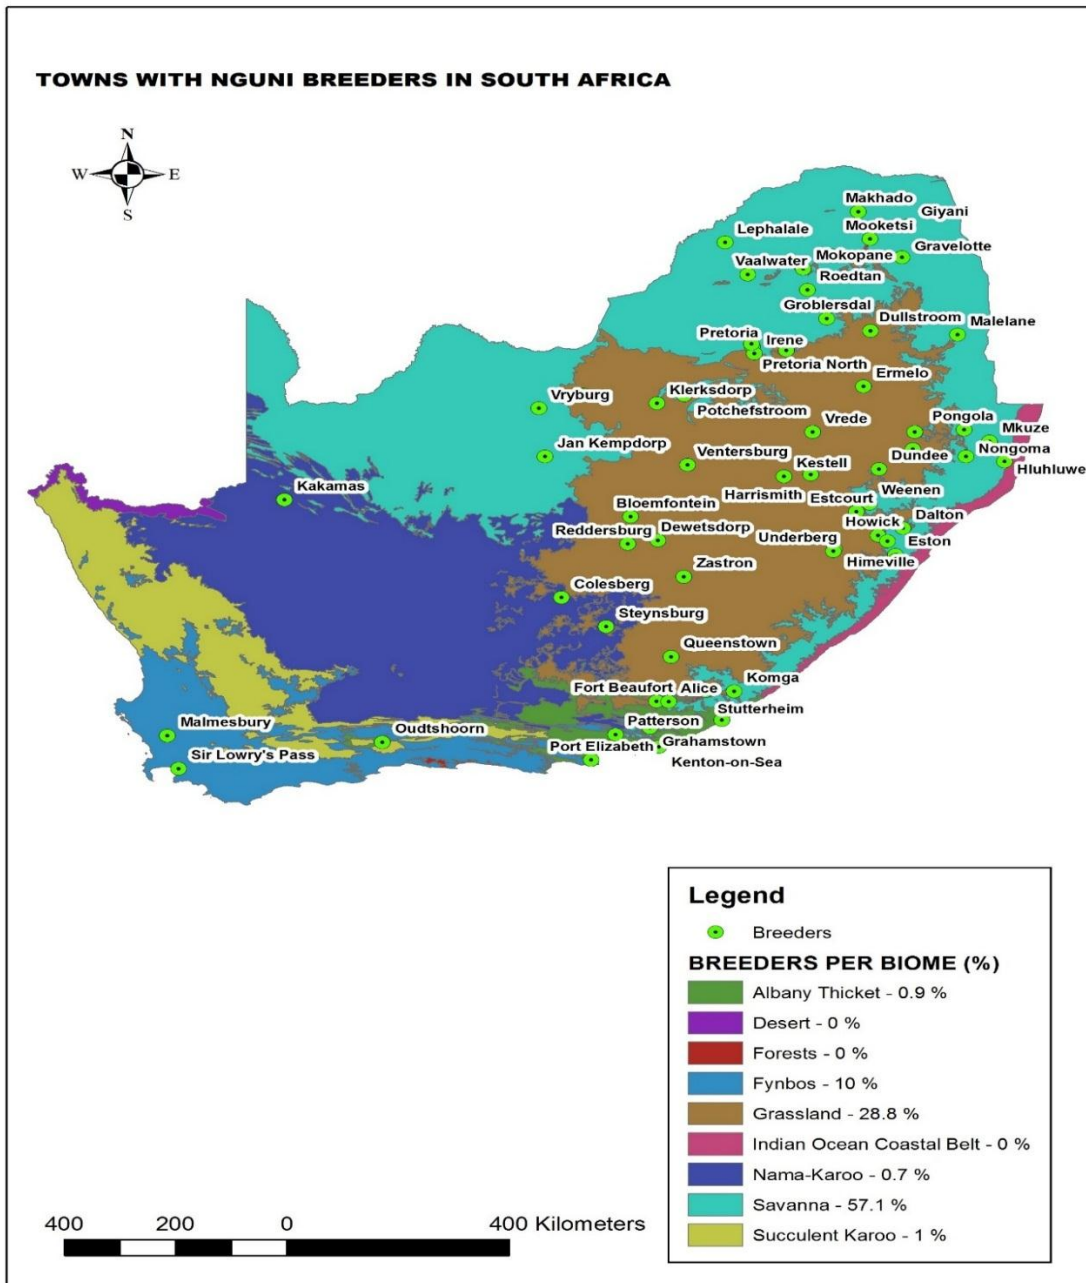 TOWNS WITH NGUNI BREEDERS IN SOUTH AFRICA
N
W E
S
Makhado
Giyani
Lephalale
Mooketsi
Gravelotte
Vaalwater
Mokopane
Roedtan
Groblersdal
Dullstroom
Malelane
Pretoria
Irene
Pretoria North
Ermelo
Vryburg
Klerksdorp
Potchefstroom
Vrede
Pongola
Mkuze
Jan Kempdorp
Ventersburg
Kestell
Dundee
Nongoma
Hluhluwe
Kakamas
Harrismith
Estcourt
Weenen
Bloemfontein
Howick
Dalton
Reddersburg
Dewetsdorp
Underberg
Eston
Himeville
Zastron
Colesberg
Steynsburg
Queenstown
Komga
Fort Beaufort
Alice
Stutterheim
Malmesbury
Oudtshoorn
Patterson
Sir Lowry's Pass
Port Elizabeth
Grahamstown
Kenton-on-Sea
Legend
Breeders
BREEDERS PER BIOME (%)
Albany Thicket - 0.9 %
Desert - 0 %
Forests - 0 %
Fynbos - 10 %
Grassland - 28.8 %
Indian Ocean Coastal Belt - 0 %
Nama-Karoo - 0.7 %
Savanna - 57.1 %
Succulent Karoo - 1 %
400 200 0 400 Kilometers